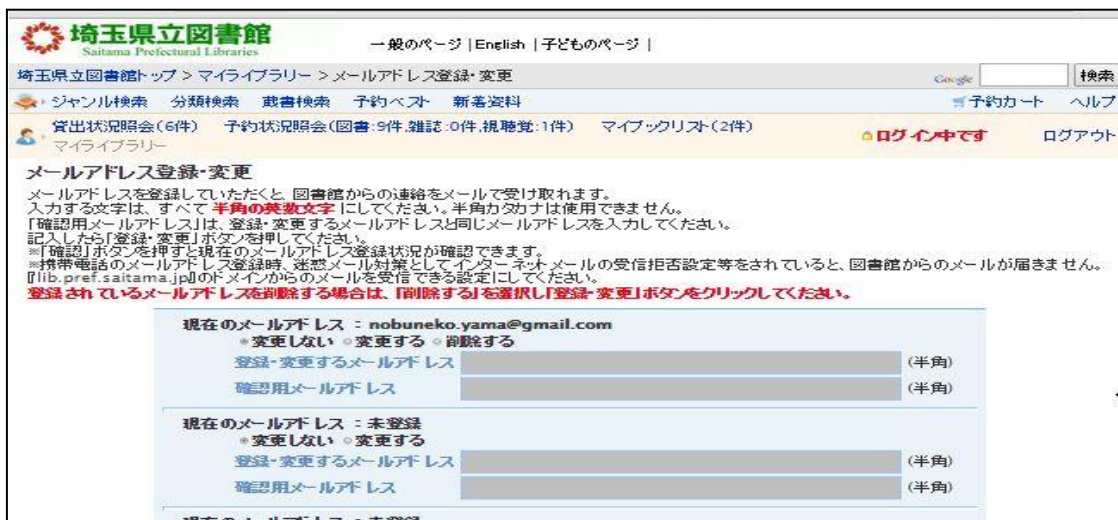 埼玉県立図書館
Saitama Prefectural Libraries
一般のページ | English | 子どものページ |
埼玉県立図書館トップ > マイライブラリー > メールアドレス登録・変更
Google 検索
ジャンル検索 分類検索 蔵書検索 予約ベスト 新着資料 予約カート ヘルプ
貸出状況照会(6件) 予約状況照会(図書:9件,雑誌:0件,視聴覚:1件) マイブックリスト(2件)
マイライブラリー
ログイン中です ログアウト
メールアドレス登録・変更
メールアドレスを登録していただくと、図書館からの連絡をメールで受け取れます。
入力する文字は、すべて半角の英数文字にしてください。半角カタカナは使用できません。
「確認用メールアドレス」は、登録・変更するメールアドレスと同じメールアドレスを入力してください。
記入したら「登録・変更」ボタンを押してください。
※「確認」ボタンを押すと現在のメールアドレス登録状況が確認できます。
※携帯電話のメールアドレス登録時、迷惑メール対策としてインターネットメールの受信拒否設定等をされていると、図書館からのメールが届きません。
『lib.pref.saitama.jp』のドメインからのメールを受信できる設定にしてください。
登録されているメールアドレスを削除する場合は、「削除する」を選択し「登録・変更」ボタンをクリックしてください。
現在のメールアドレス : nobuneko.yama@gmail.com
変更しない 変更する 削除する
登録・変更するメールアドレス (半角)
確認用メールアドレス (半角)
現在のメールアドレス : 未登録
変更しない 変更する
登録・変更するメールアドレス (半角)
確認用メールアドレス (半角)